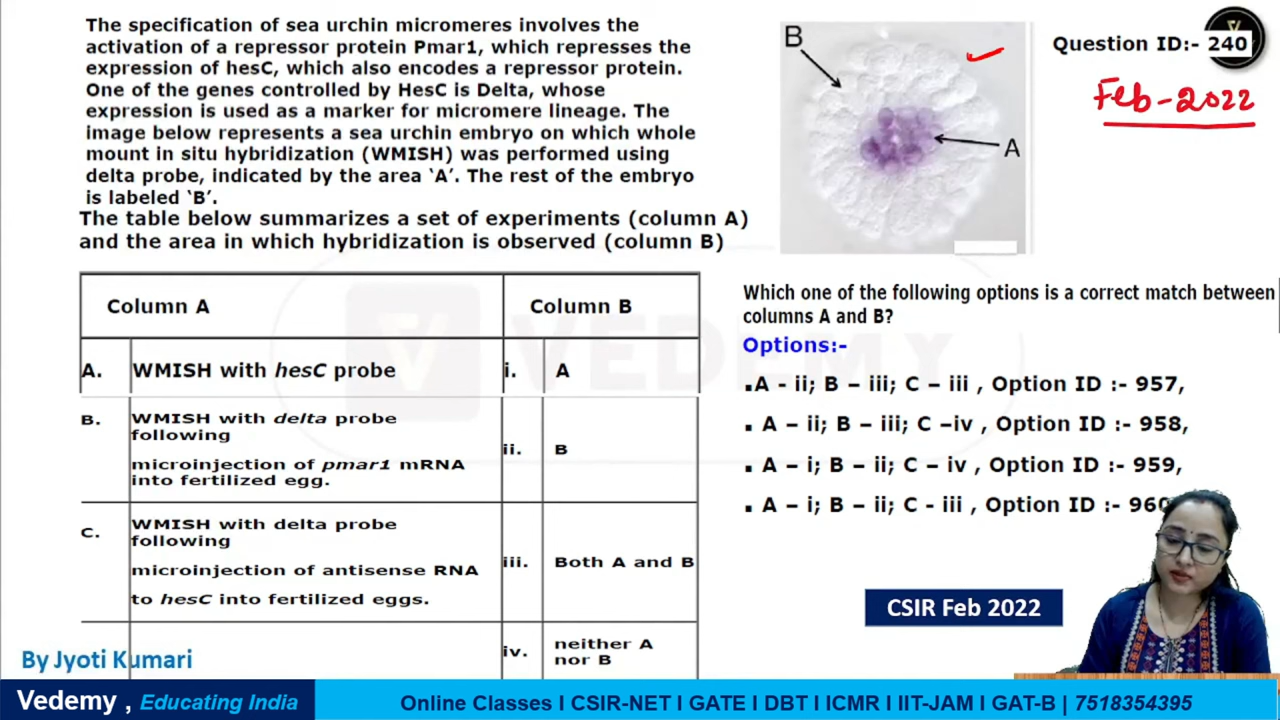 The specification of sea urchin micromeres involves the
activation of a repressor protein Pmar1, which represses the
expression of hesC, which also encodes a repressor protein.
One of the genes controlled by HesC is Delta, whose
expression is used as a marker for micromere lineage. The
image below represents a sea urchin embryo on which whole
mount in situ hybridization (WMISH) was performed using
delta probe, indicated by the area ‘A’. The rest of the embryo
is labeled ‘B’.
The table below summarizes a set of experiments (column A)
and the area in which hybridization is observed (column B)
B
A
Question ID:- 240
Feb-2022
Column A Column B
A. WMISH with hesC probe i. A
B. WMISH with delta probe
following
microinjection of pmar1 mRNA
into fertilized egg.
ii. B
C. WMISH with delta probe
following
microinjection of antisense RNA
to hesC into fertilized eggs.
iii. Both A and B
iv. neither A
nor B
Which one of the following options is a correct match between
columns A and B?
Options:-
.A - ii; B – iii; C – iii , Option ID :- 957,
. A – ii; B – iii; C –iv , Option ID :- 958,
. A – i; B – ii; C – iv , Option ID :- 959,
. A – i; B – ii; C - iii , Option ID :- 960
VEDEMY
CSIR Feb 2022
By Jyoti Kumari
Vedemy , Educating India
Online Classes I CSIR-NET I GATE I DBT I ICMR I IIT-JAM I GAT-B | 7518354395